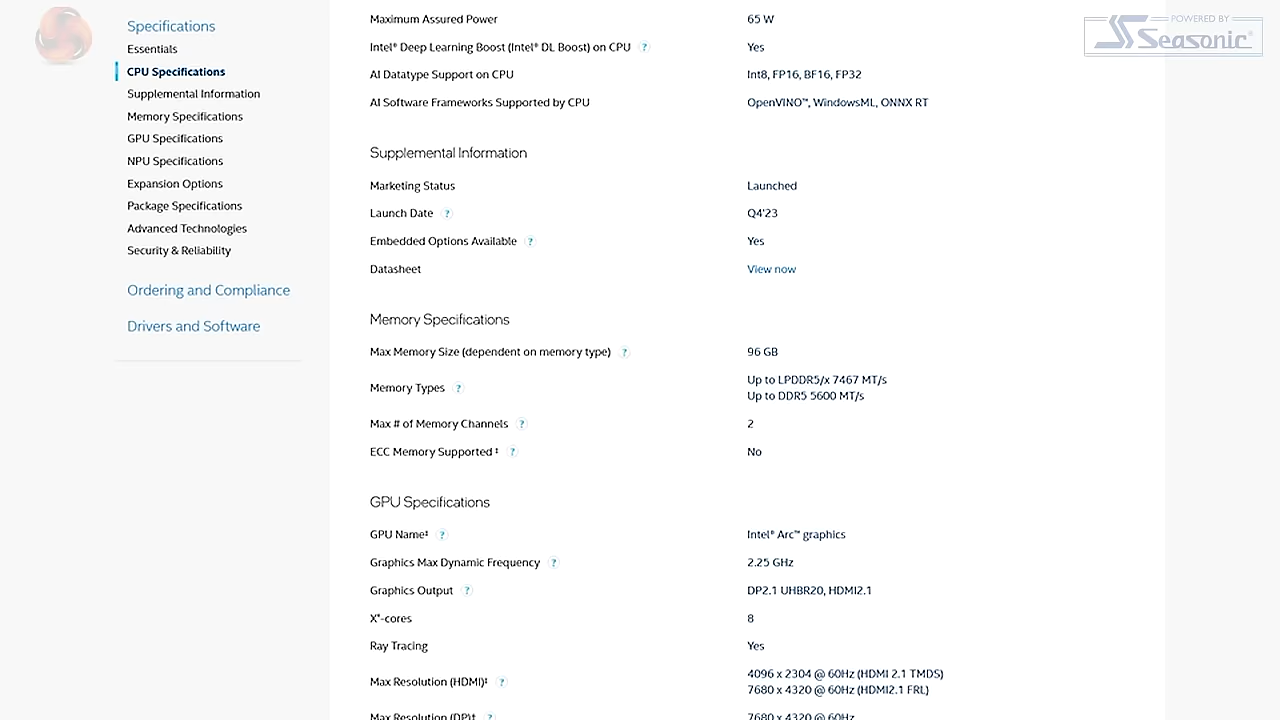 POWERED BY
Seasonic®
Specifications
Essentials
CPU Specifications
Supplemental Information
Memory Specifications
GPU Specifications
NPU Specifications
Expansion Options
Package Specifications
Advanced Technologies
Security & Reliability
Ordering and Compliance
Drivers and Software
Maximum Assured Power 65 W
Intel® Deep Learning Boost (Intel® DL Boost) on CPU ? Yes
AI Datatype Support on CPU Int8, FP16, BF16, FP32
AI Software Frameworks Supported by CPU OpenVINO™, WindowsML, ONNX RT
Supplemental Information
Marketing Status Launched
Launch Date ? Q4'23
Embedded Options Available ? Yes
Datasheet View now
Memory Specifications
Max Memory Size (dependent on memory type) ? 96 GB
Memory Types ? Up to LPDDR5/x 7467 MT/s
Up to DDR5 5600 MT/s
Max # of Memory Channels ? 2
ECC Memory Supported ‡ ? No
GPU Specifications
GPU Name‡ ? Intel® Arc™ graphics
Graphics Max Dynamic Frequency ? 2.25 GHz
Graphics Output ? DP2.1 UHBR20, HDMI2.1
Xᵉ-cores 8
Ray Tracing Yes
Max Resolution (HDMI)‡ ? 4096 x 2304 @ 60Hz (HDMI 2.1 TMDS)
7680 x 4320 @ 60Hz (HDMI2.1 FRL)
Max Resolution (DP)‡ ? 7680 x 4320 @ 60Hz